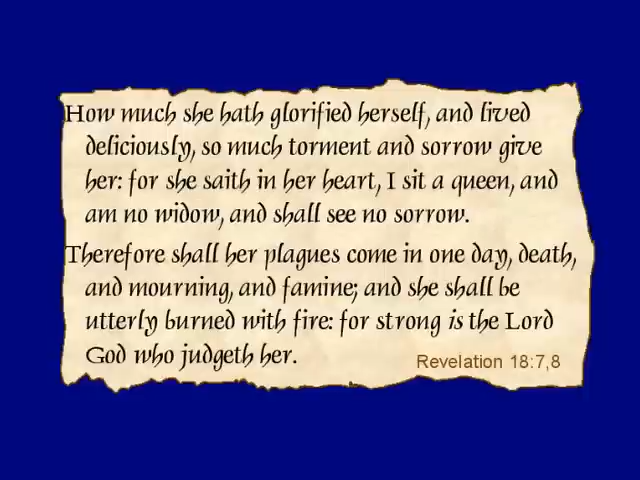 How much she hath glorified herself, and lived
deliciously, so much torment and sorrow give
her: for she saith in her heart, I sit a queen, and
am no widow, and shall see no sorrow.
Therefore shall her plagues come in one day, death,
and mourning, and famine; and she shall be
utterly burned with fire: for strong is the Lord
God who judgeth her.
Revelation 18:7,8